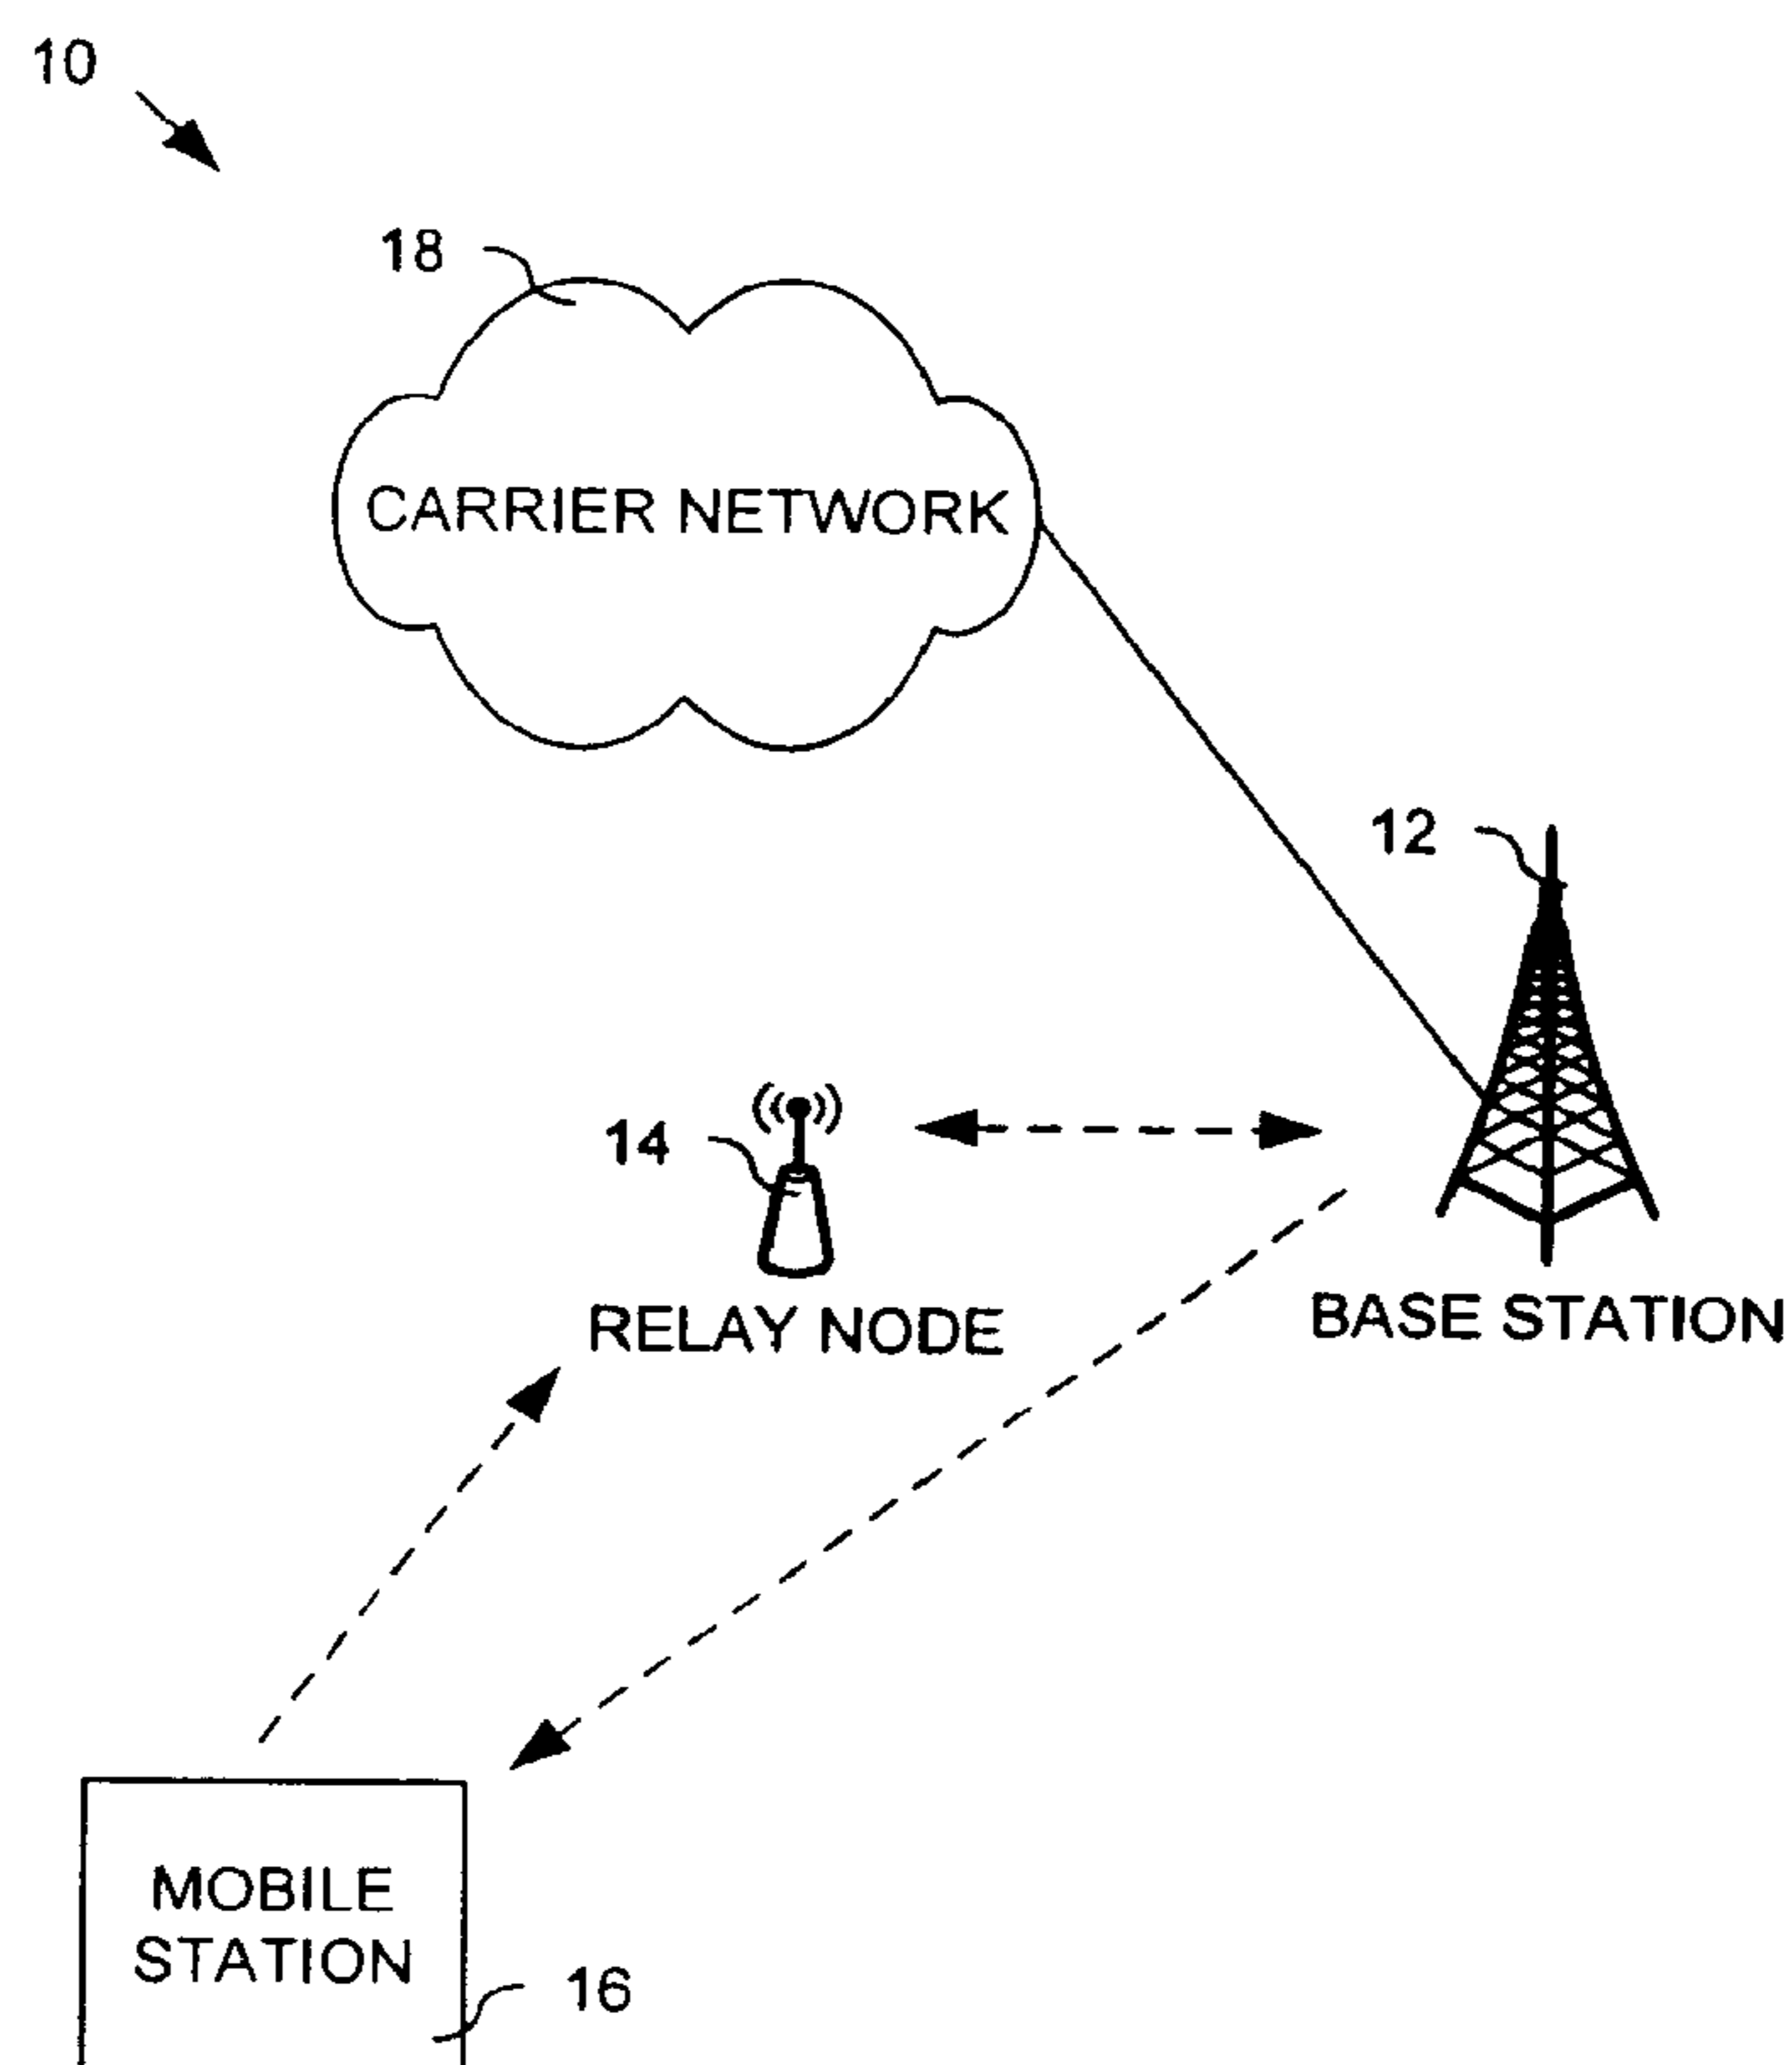 10
18
CARRIER NETWORK
12
14
RELAY NODE
BASE STATION
MOBILE
STATION
16